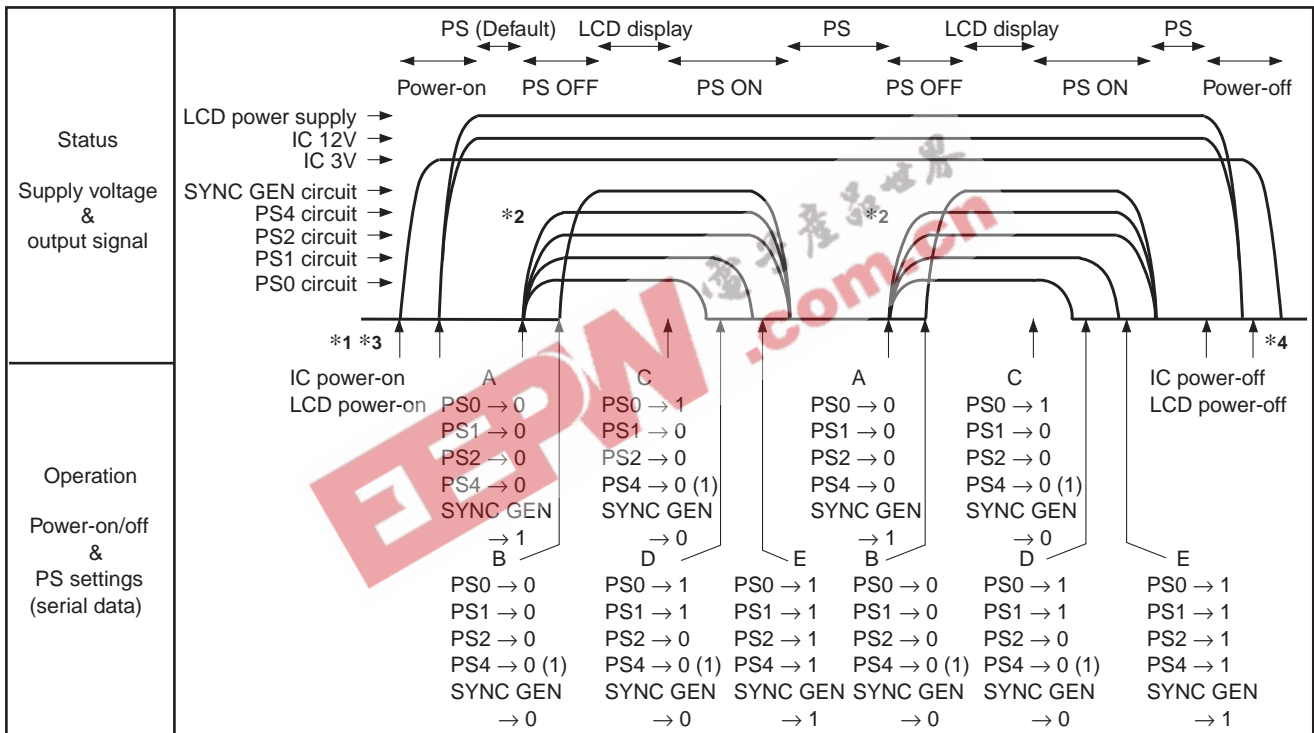 PS (Default) LCD display PS LCD display PS
Power-on PS OFF PS ON PS OFF PS ON Power-off
Status
Supply voltage
&
output signal
LCD power supply
IC 12V
IC 3V
SYNC GEN circuit
PS4 circuit
PS2 circuit
PS1 circuit
PS0 circuit
*2 *2
*1 *3 *4
EEPW .com.cn
Operation
Power-on/off
&
PS settings
(serial data)
IC power-on A C A C IC power-off
LCD power-on PS0 → 0 PS0 → 1 PS0 → 0 PS0 → 1 LCD power-off
PS1 → 0 PS1 → 0 PS1 → 0 PS1 → 0
PS2 → 0 PS2 → 0 PS2 → 0 PS2 → 0
PS4 → 0 PS4 → 0 (1) PS4 → 0 PS4 → 0 (1)
SYNC GEN SYNC GEN SYNC GEN SYNC GEN
→ 1 → 0 → 1 → 0
B D E B D E
PS0 → 0 PS0 → 1 PS0 → 1 PS0 → 0 PS0 → 1 PS0 → 1
PS1 → 0 PS1 → 1 PS1 → 1 PS1 → 0 PS1 → 1 PS1 → 1
PS2 → 0 PS2 → 0 PS2 → 1 PS2 → 0 PS2 → 0 PS2 → 1
PS4 → 0 (1) PS4 → 0 (1) PS4 → 1 PS4 → 0 (1) PS4 → 0 (1) PS4 → 1
SYNC GEN SYNC GEN SYNC GEN SYNC GEN SYNC GEN SYNC GEN
→ 0 → 0 → 1 → 0 → 0 → 1